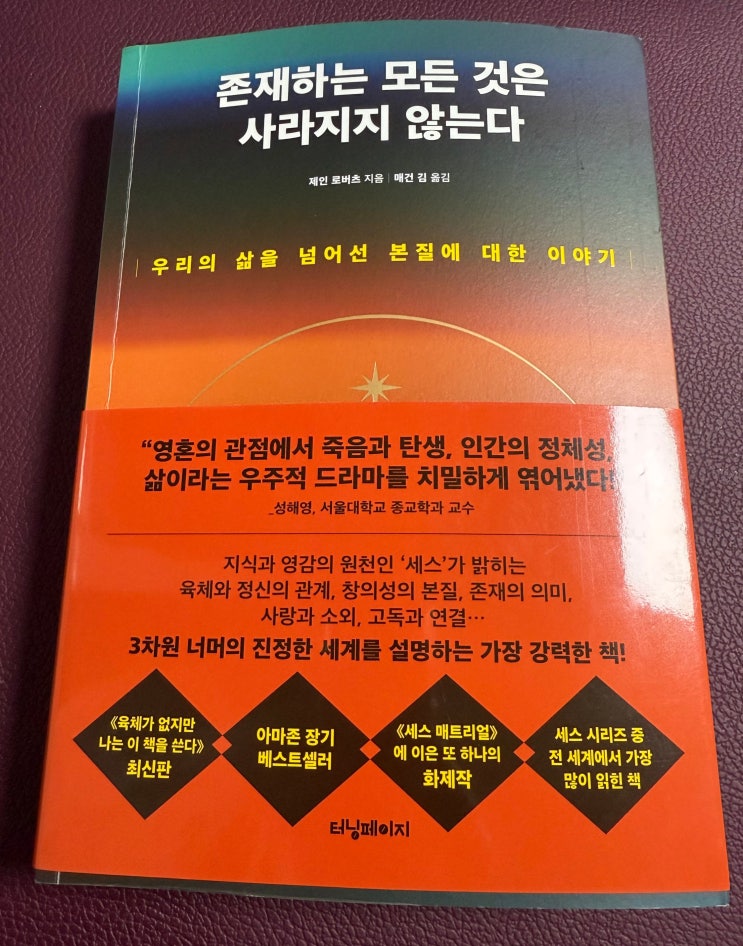 존재하는 모든 것은
사라지지 않는다
제인 로버츠 지음 | 매건 김 옮김
우리의 삶을 넘어선 본질에 대한 이야기
“영혼의 관점에서 죽음과 탄생, 인간의 정체성,
삶이라는 우주적 드라마를 치밀하게 엮어냈다!”
_성해영, 서울대학교 종교학과 교수
지식과 영감의 원천인 ‘세스’가 밝히는
육체와 정신의 관계, 창의성의 본질, 존재의 의미,
사랑과 소외, 고독과 연결…
3차원 너머의 진정한 세계를 설명하는 가장 강력한 책!
《육체가 없지만
나는 이 책을 쓴다》
최신판
아마존 장기
베스트셀러
《세스 매트리얼》
에 이은 또 하나의
화제작
세스 시리즈 중
전 세계에서 가장
많이 읽힌 책
터닝페이지